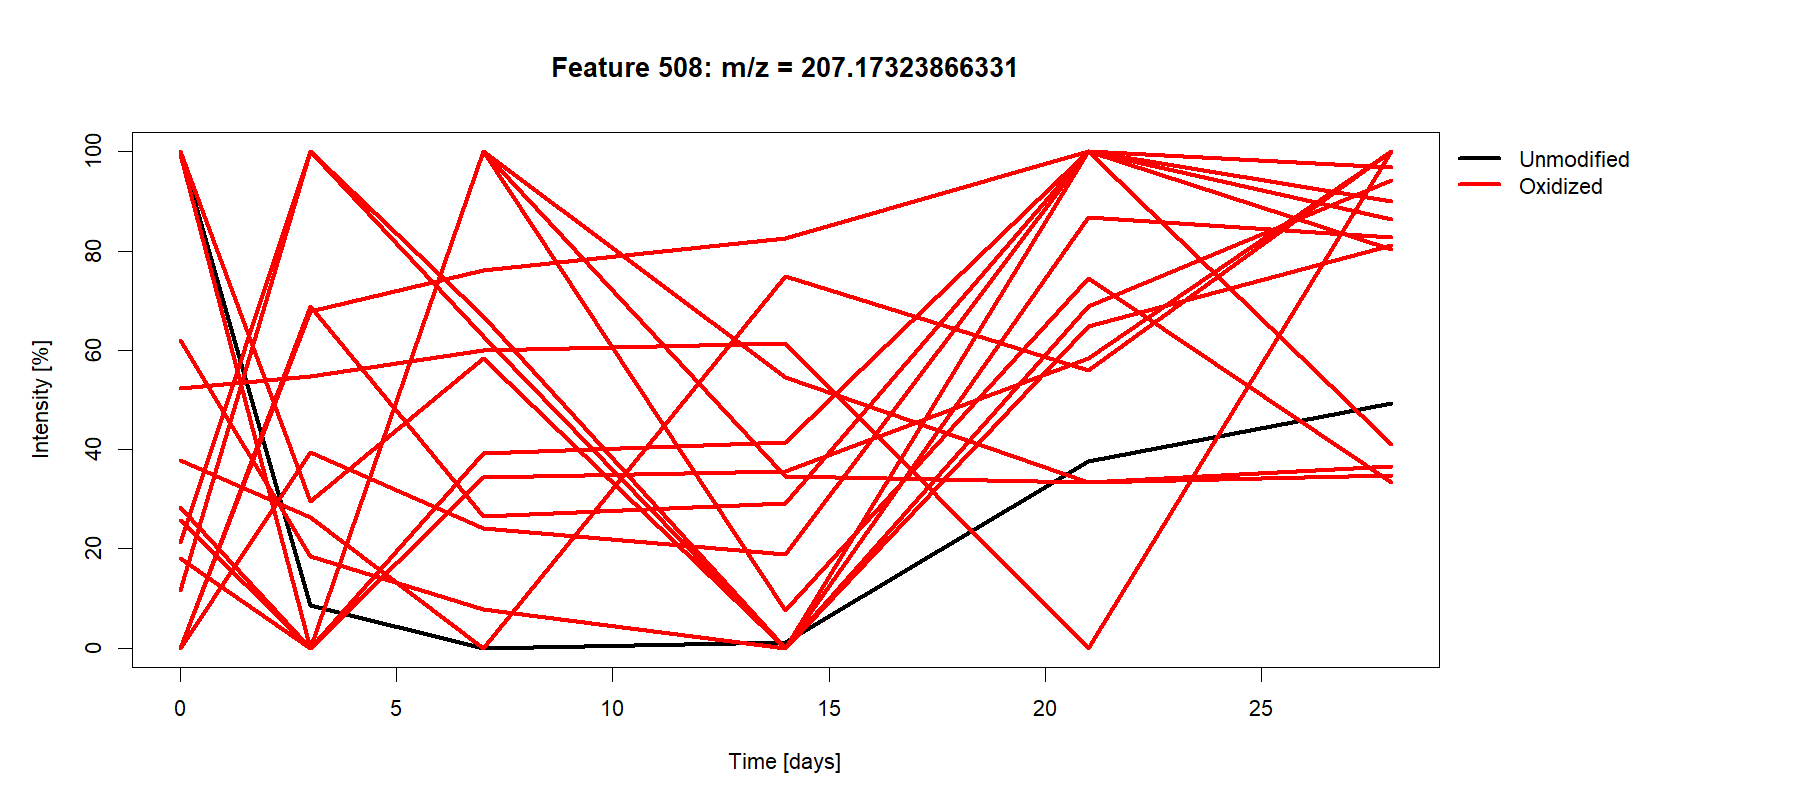 Feature 508: m/z = 207.17323866331
Unmodified
Oxidized
Intensity [%]
100
80
60
40
20
0
0 5 10 15 20 25
Time [days]